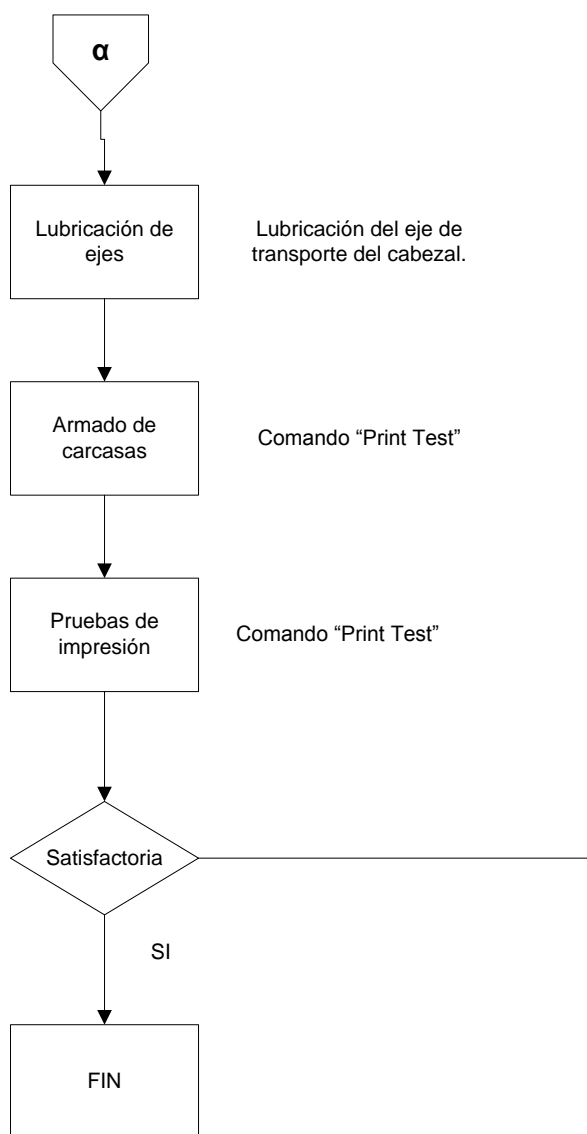 α
Lubricación de
ejes
Lubricación del eje de
transporte del cabezal.
Armado de
carcasas
Comando “Print Test”
Pruebas de
impresión
Comando “Print Test”
Satisfactoria
SI
FIN